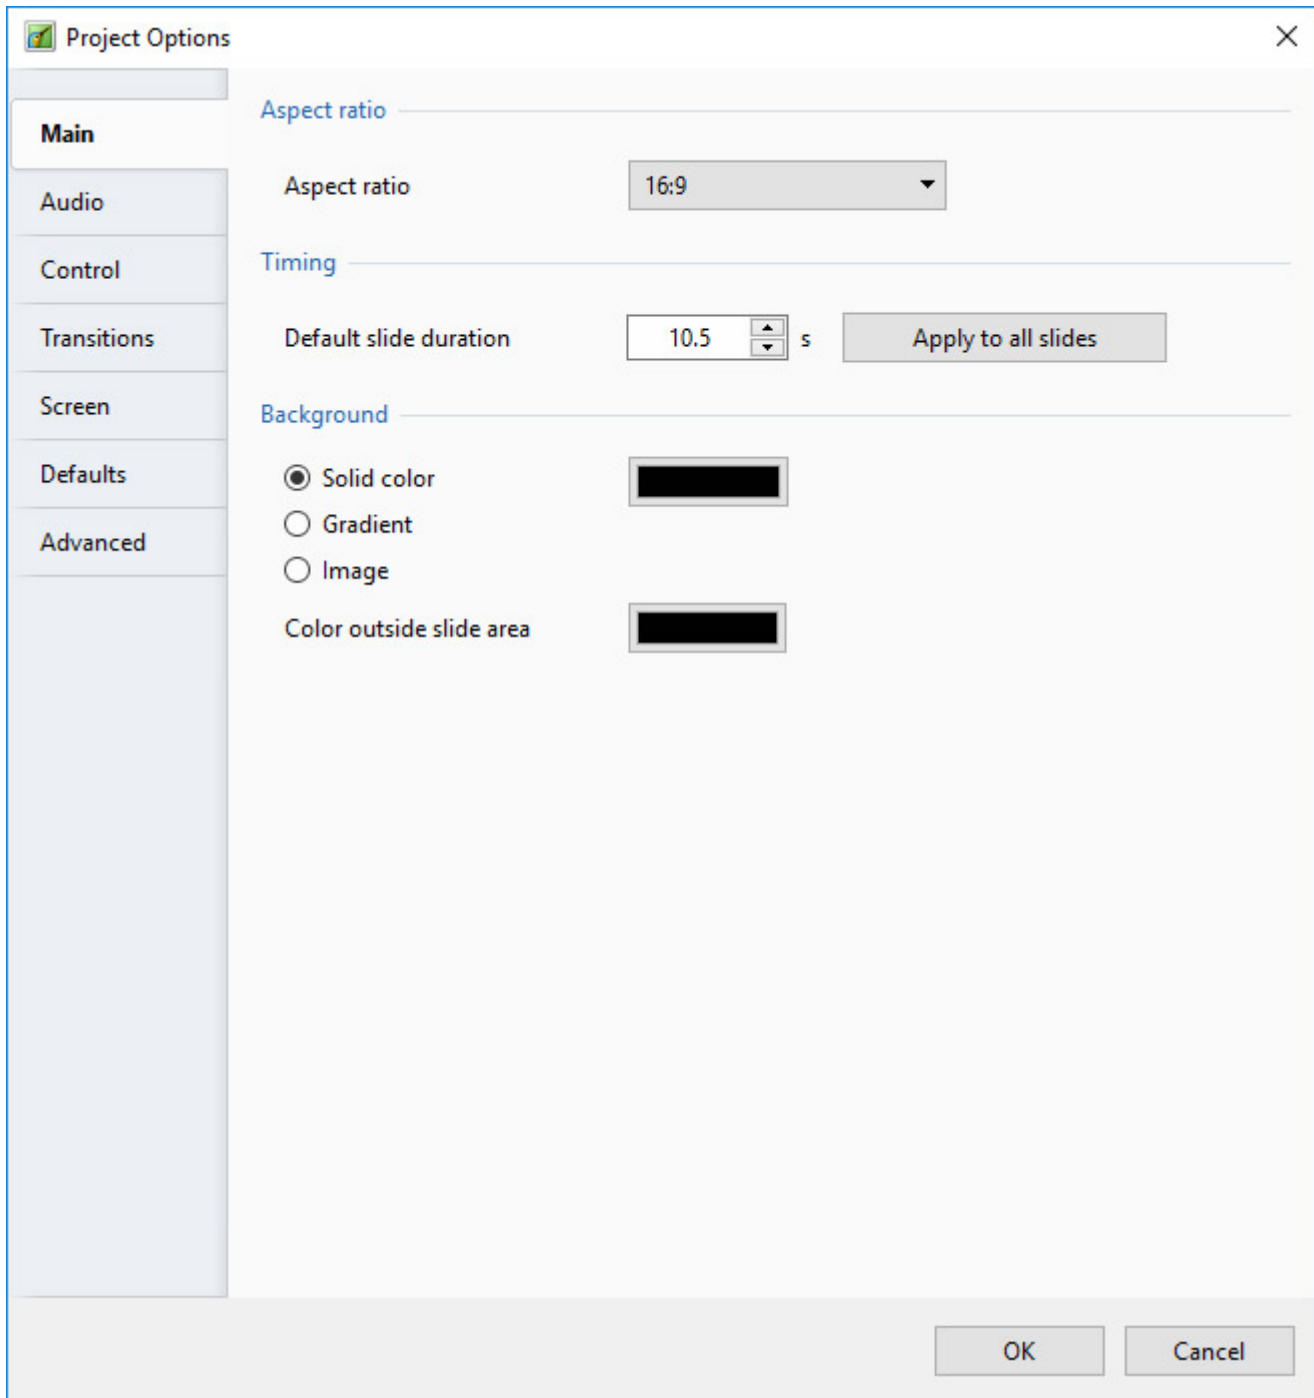 Project Options
Main
Audio
Control
Transitions
Screen
Defaults
Advanced
Aspect ratio
Aspect ratio 16:9
Timing
Default slide duration 10.5 s Apply to all slides
Background
Solid color
Gradient
Image
Color outside slide area
OK Cancel